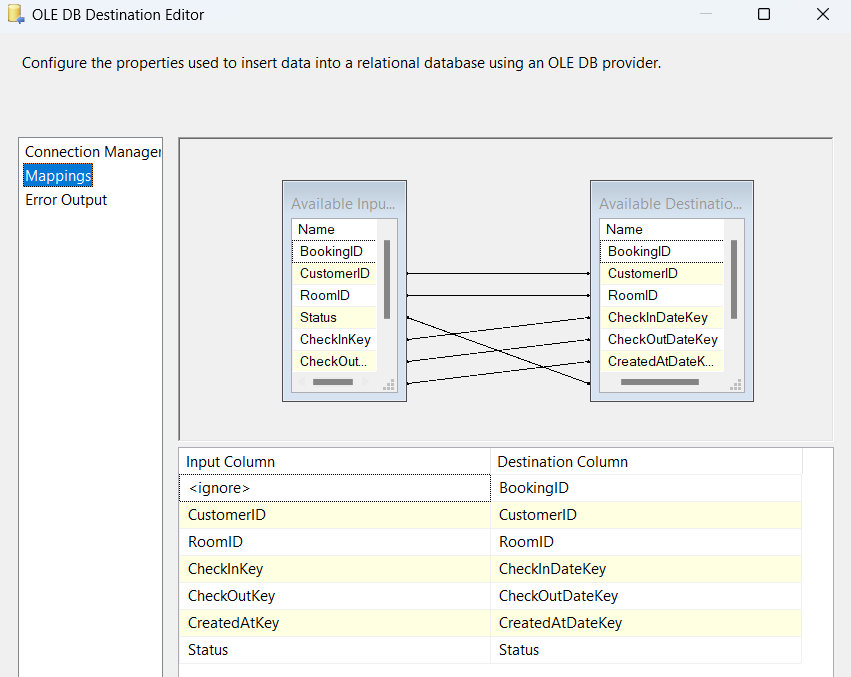 OLE DB Destination Editor
Configure the properties used to insert data into a relational database using an OLE DB provider.
Connection Manager
Mappings
Error Output
Available Inpu...
Name
BookingID
CustomerID
RoomID
Status
CheckInKey
CheckOut...
Available Destinatio...
Name
BookingID
CustomerID
RoomID
CheckInDateKey
CheckOutDateKey
CreatedAtDateK...
Input Column Destination Column
<ignore> BookingID
CustomerID CustomerID
RoomID RoomID
CheckInKey CheckInDateKey
CheckOutKey CheckOutDateKey
CreatedAtKey CreatedAtDateKey
Status Status